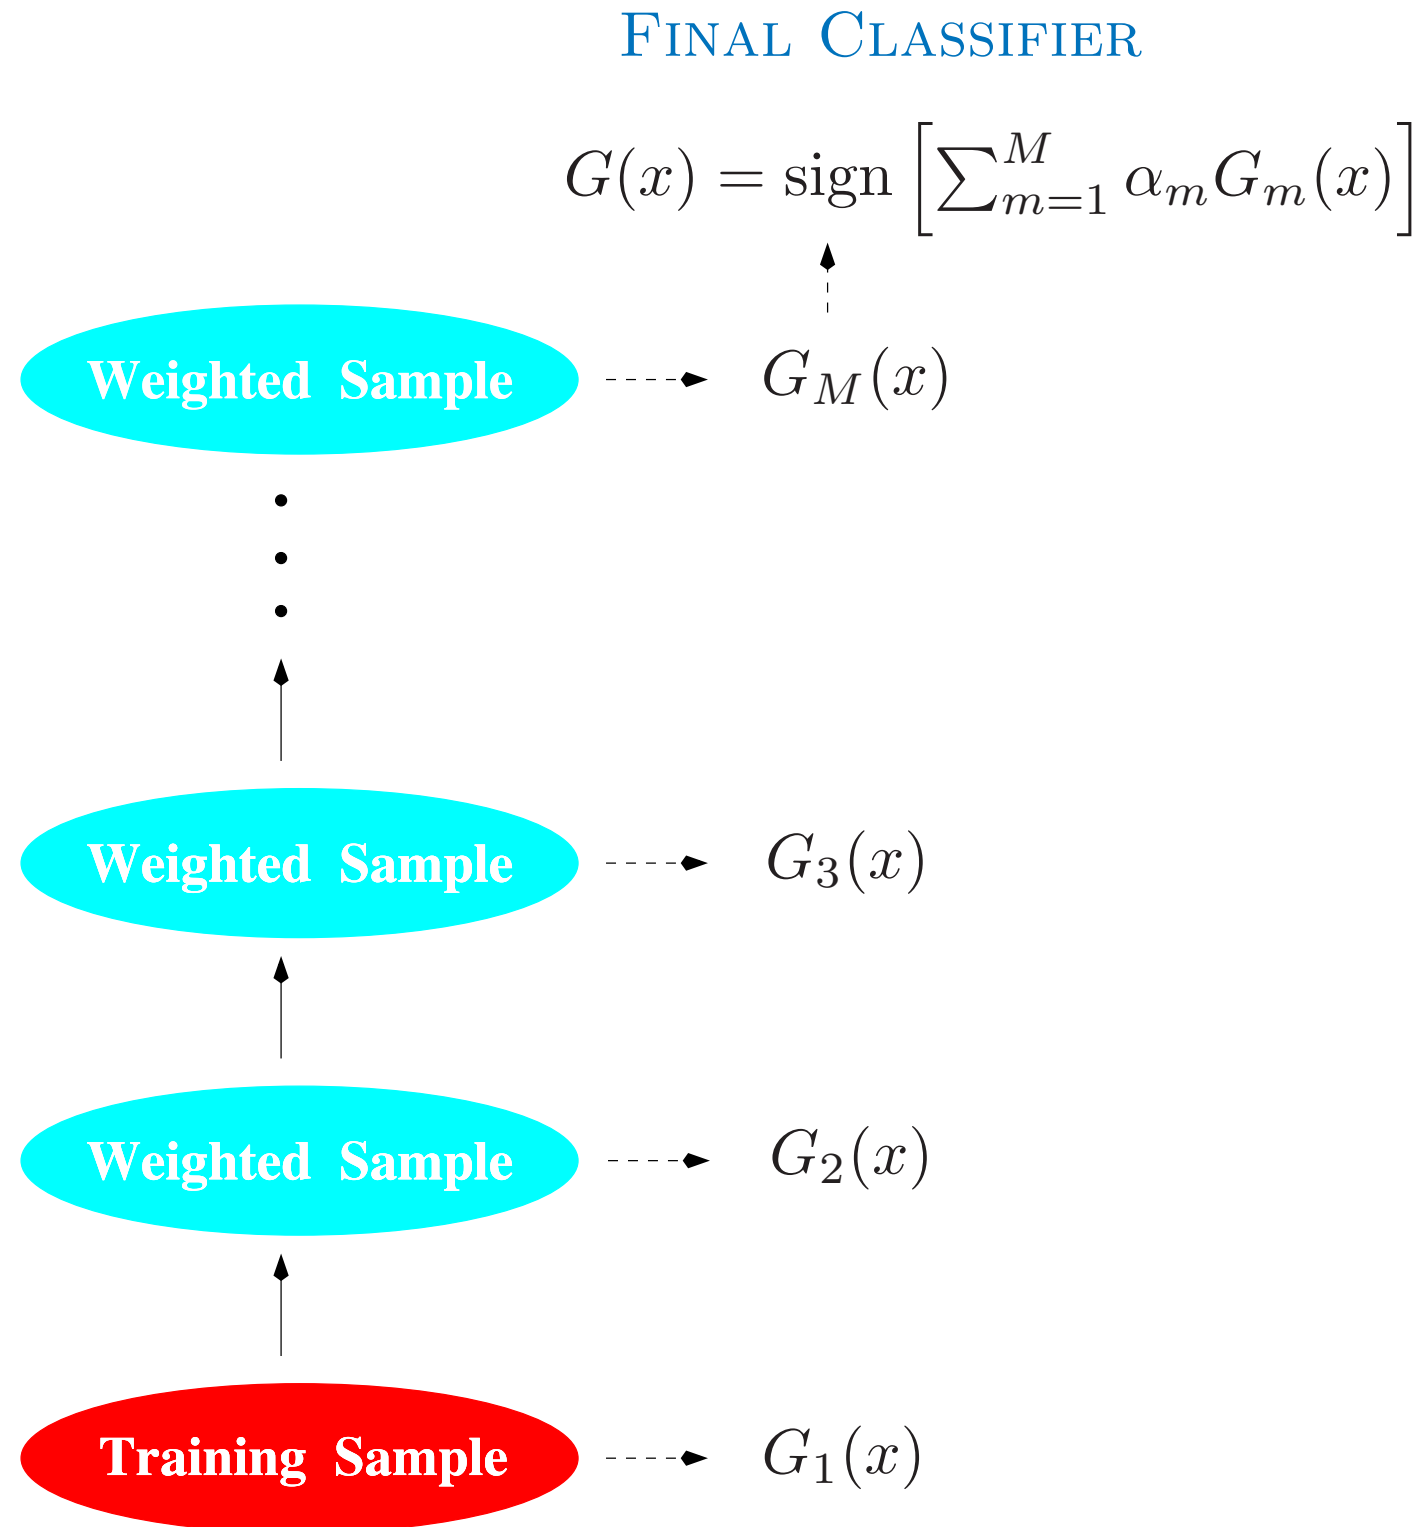 FINAL CLASSIFIER
G(x) = sign [∑_{m=1}^{M} α_m G_m(x)]
Weighted Sample G_M(x)
Weighted Sample G_3(x)
Weighted Sample G_2(x)
Training Sample G_1(x)